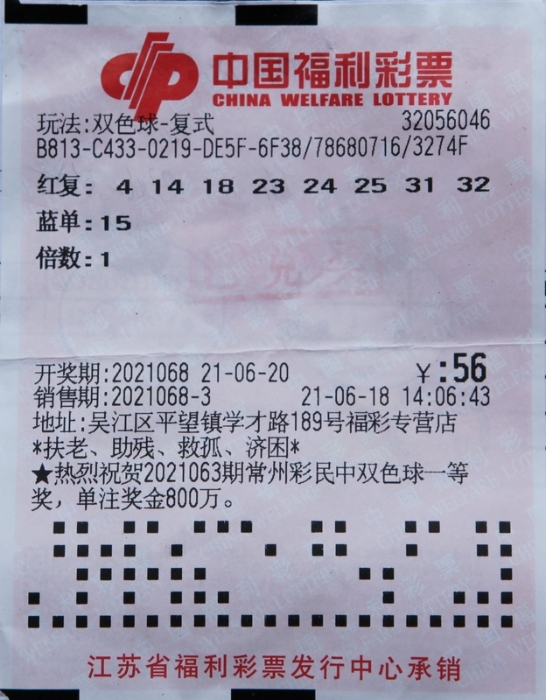 中国福利彩票
CHINA WELFARE LOTTERY
玩法:双色球-复式 32056046
B813-C433-0219-DE5F-6F38/78680716/3274F
红复: 4 14 18 23 24 25 31 32
蓝单:15
倍数:1
已兑奖
开奖期:2021068 21-06-20 ¥:56
销售期:2021068-3 21-06-18 14:06:43
地址:吴江区平望镇学才路189号福彩专营店
*扶老、助残、救孤、济困*
★热烈祝贺2021063期常州彩民中双色球一等
奖，单注奖金800万。
江苏省福利彩票发行中心承销